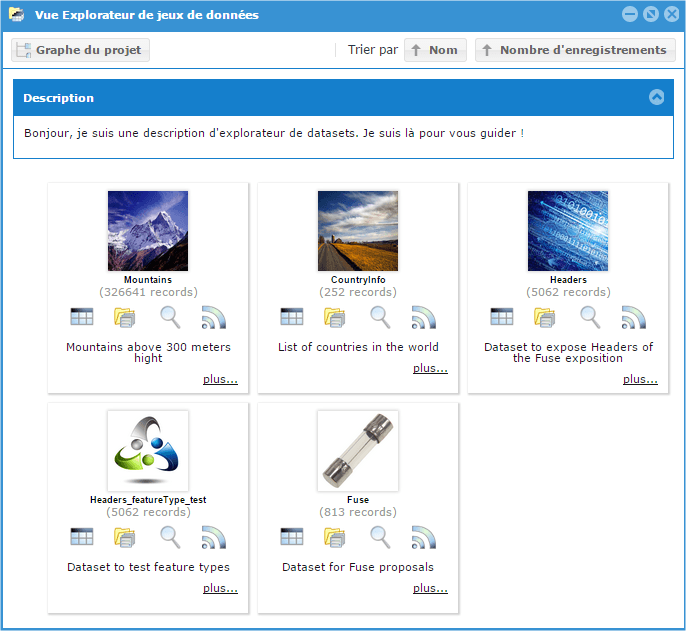 Vue Explorateur de jeux de données
Graphe du projet
Trier par
Nom
Nombre d'enregistrements
Description
Bonjour, je suis une description d'explorateur de datasets. Je suis là pour vous guider !
Mountains
(326641 records)
Mountains above 300 meters
hight
plus...
CountryInfo
(252 records)
List of countries in the world
plus...
Headers
(5062 records)
Dataset to expose Headers of
the Fuse exposition
plus...
Headers_featureType_test
(5062 records)
Dataset to test feature types
plus...
Fuse
(813 records)
Dataset for Fuse proposals
plus...